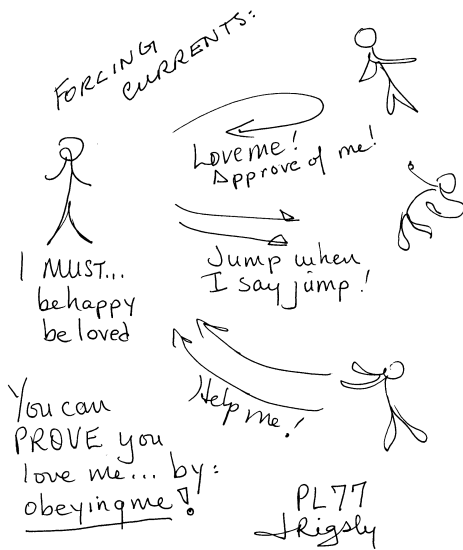 FORCING
CURRENTS:
Love me!
Approve of me!
Jump when
I say jump!
I MUST...
be happy
be loved
Help me!
You can
PROVE you
love me... by:
obeying me!
PL77
JRigsby